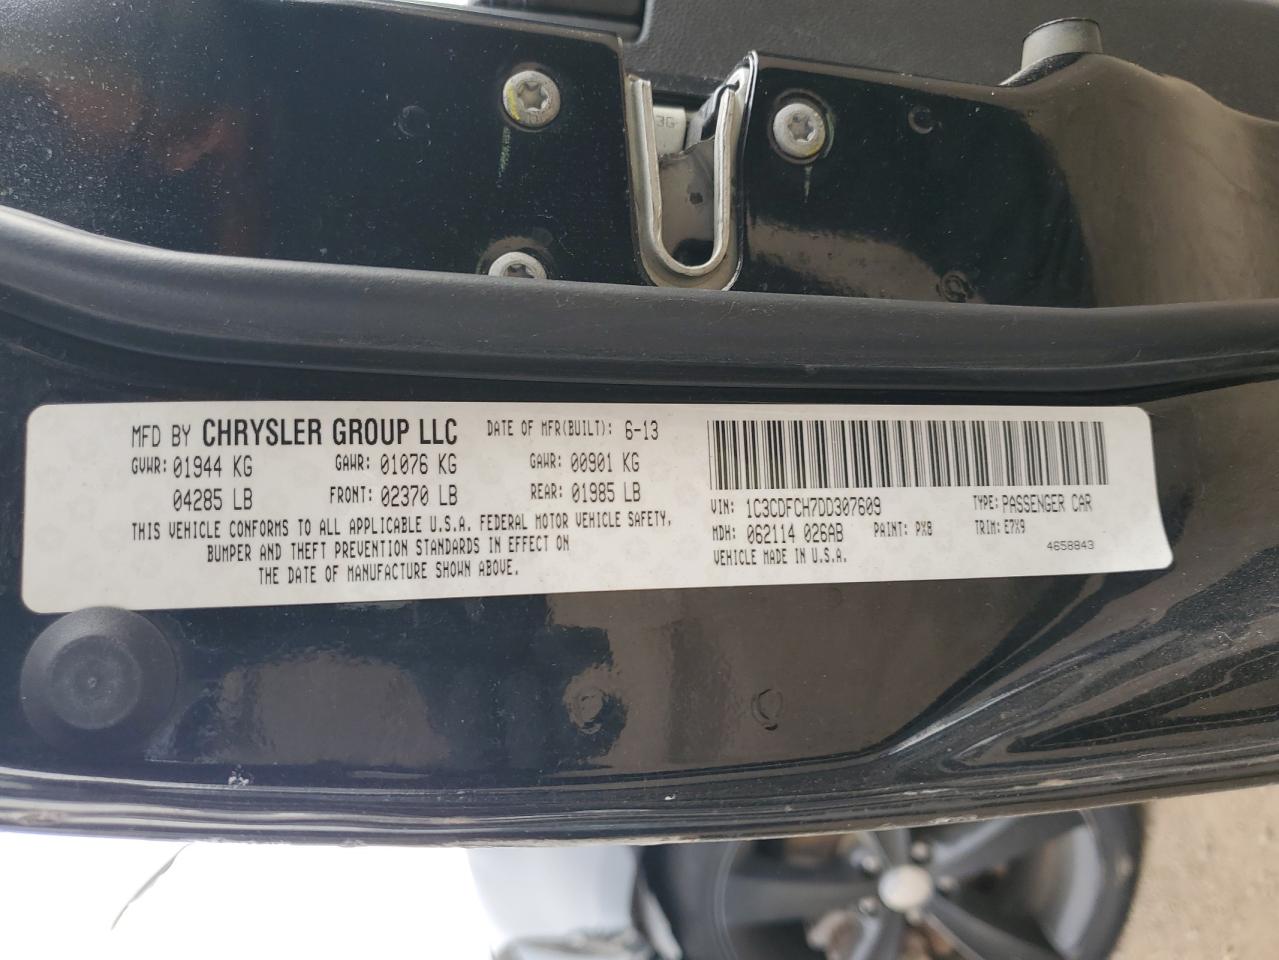 3G
MFD BY CHRYSLER GROUP LLC DATE OF MFR(BUILT): 6-13
GVWR: 01944 KG GAWR: 01076 KG GAWR: 00901 KG
04285 LB FRONT: 02370 LB REAR: 01985 LB
THIS VEHICLE CONFORMS TO ALL APPLICABLE U.S.A. FEDERAL MOTOR VEHICLE SAFETY,
BUMPER AND THEFT PREVENTION STANDARDS IN EFFECT ON
THE DATE OF MANUFACTURE SHOWN ABOVE.
VIN: 1C3CDFCH7DD307609 TYPE: PASSENGER CAR
MDH: 062114 026AB PAINT: PX8 TRIM: E7X9
VEHICLE MADE IN U.S.A. 4658843